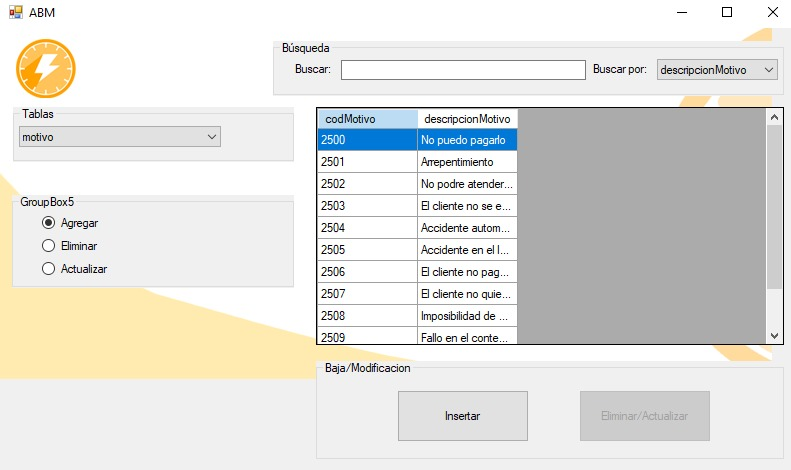 ABM
Búsqueda
Buscar:
Buscar por: descripcionMotivo
Tablas
motivo
GroupBox5
Agregar
Eliminar
Actualizar
codMotivo descripcionMotivo
2500 No puedo pagarlo
2501 Arrepentimiento
2502 No podre atender...
2503 El cliente no se e...
2504 Accidente autom...
2505 Accidente en el l...
2506 El cliente no pag...
2507 El cliente no quie...
2508 Imposibilidad de ...
2509 Fallo en el conte...
Baja/Modificacion
Insertar
Eliminar/Actualizar